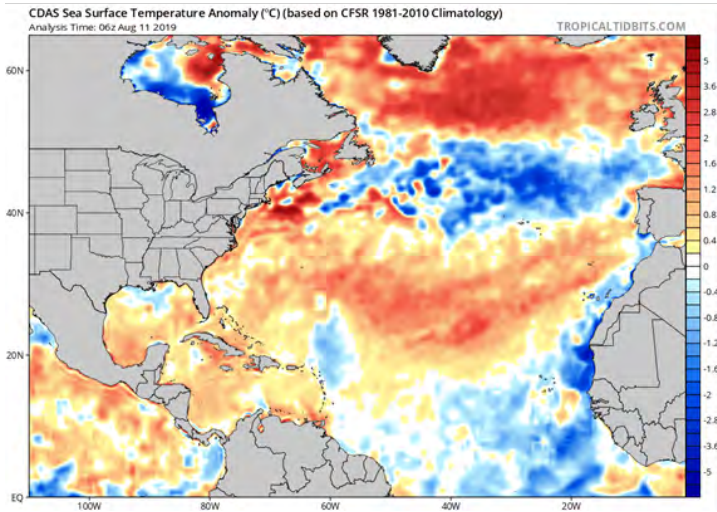 CDAS Sea Surface Temperature Anomaly (°C) (based on CFSR 1981-2010 Climatology)
Analysis Time: 06z Aug 11 2019
TROPICALTIDBITS.COM
60N
40N
20N
EQ
100W
80W
60W
40W
20W
5
3.6
2.8
2
1.6
1.2
0.8
0.4
0
-0.4
-0.8
-1.2
-1.6
-2
-2.8
-3.6
-5